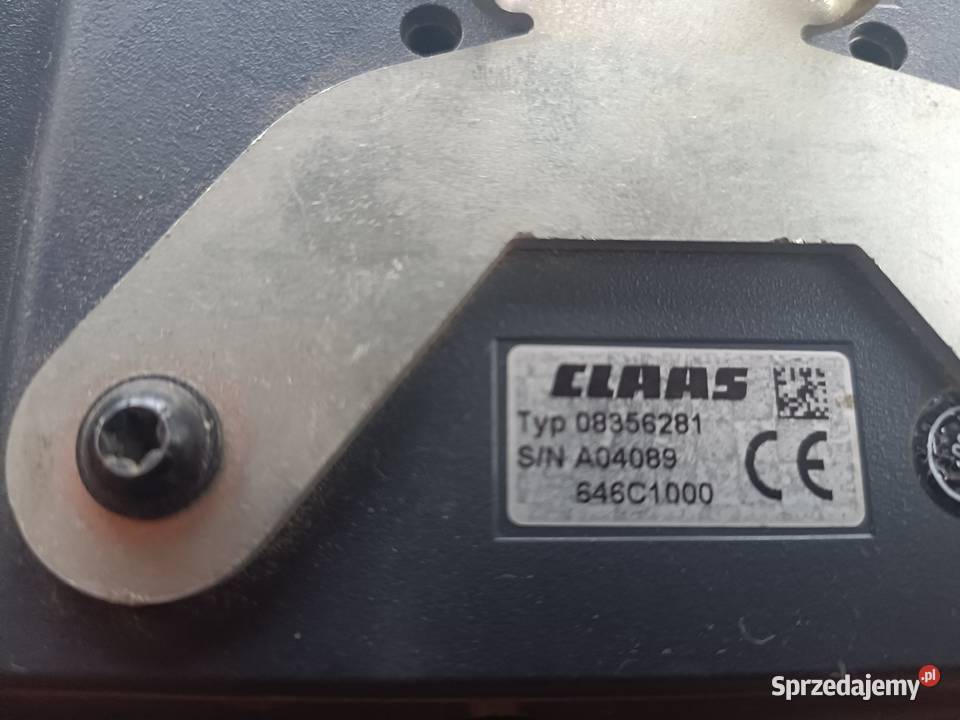 CLAAS
Typ 08356281
S/N A04089
646C1000
CE
Sprzedajemy.pl